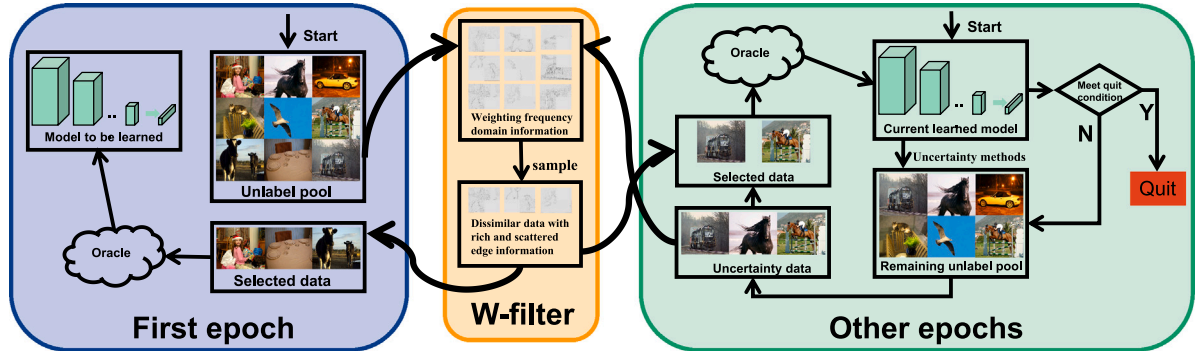 Start
Model to be learned
Unlabel pool
Oracle
Selected data
First epoch
Weighting frequency
domain information
sample
Dissimilar data with
rich and scattered
edge information
W-filter
Start
Oracle
Current learned model
Meet quit
condition
Y
N
Quit
Uncertainty methods
Selected data
Uncertainty data
Remaining unlabel pool
Other epochs